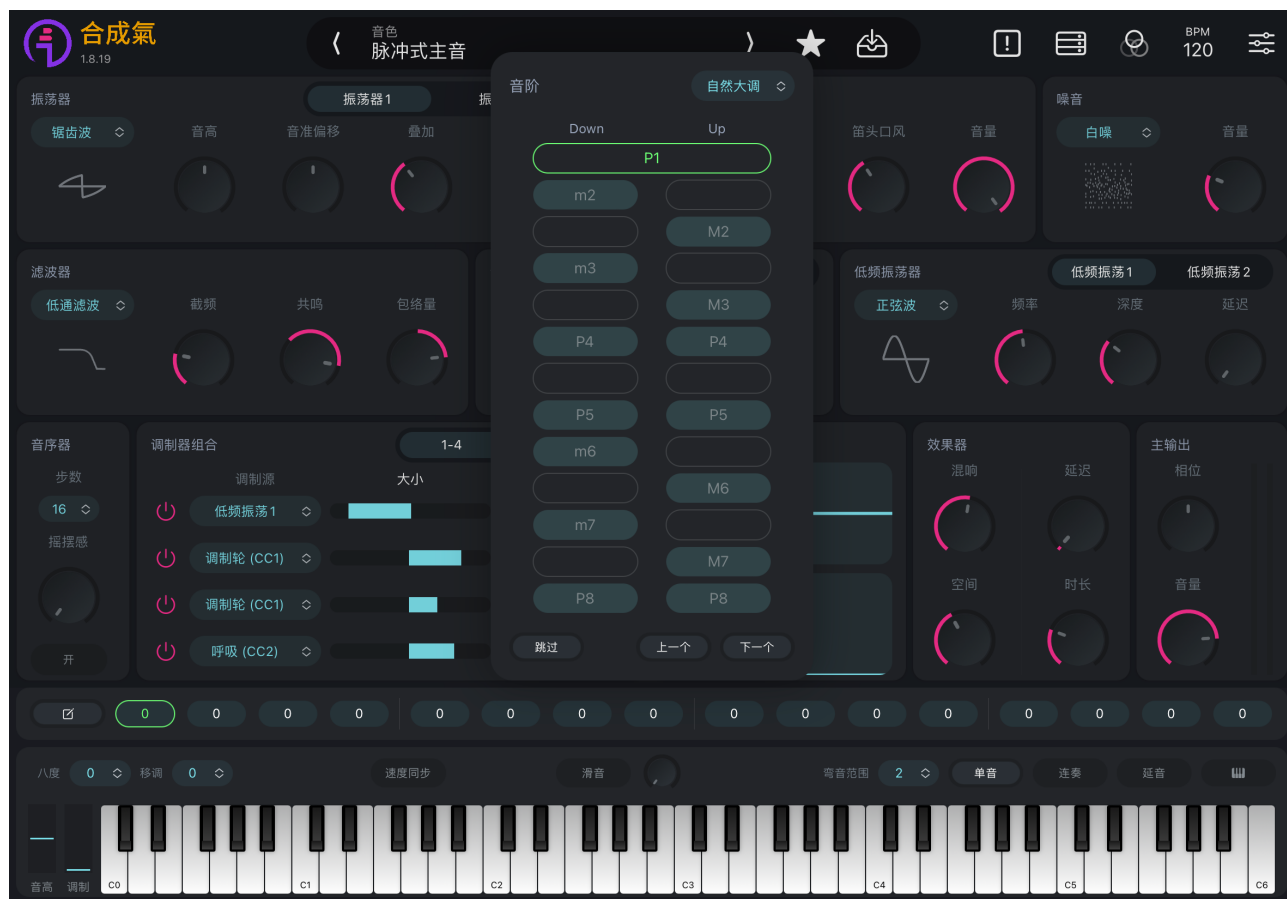 合成氣
1.8.19
音色
脉冲式主音
BPM
120
振荡器
振荡器1
振
锯齿波
音高
音准偏移
叠加
笛头口风
音量
噪音
白噪
音量
音阶
自然大调
Down
Up
P1
m2
M2
m3
M3
P4
P4
P5
P5
m6
M6
m7
M7
P8
P8
跳过
上一个
下一个
滤波器
低通滤波
截频
共鸣
包络量
低频振荡器
低频振荡1
低频振荡2
正弦波
频率
深度
延迟
音序器
步数
16
摇摆感
开
调制器组合
1-4
调制源
大小
低频振荡1
调制轮 (CC1)
调制轮 (CC1)
呼吸 (CC2)
效果器
混响
延迟
空间
时长
主输出
相位
音量
0 0 0 0 0 0 0 0 0 0 0 0 0 0 0 0
八度 0 移调 0 速度同步 滑音 弯音范围 2 单音 连奏 延音
音高 调制
C0 C1 C2 C3 C4 C5 C6